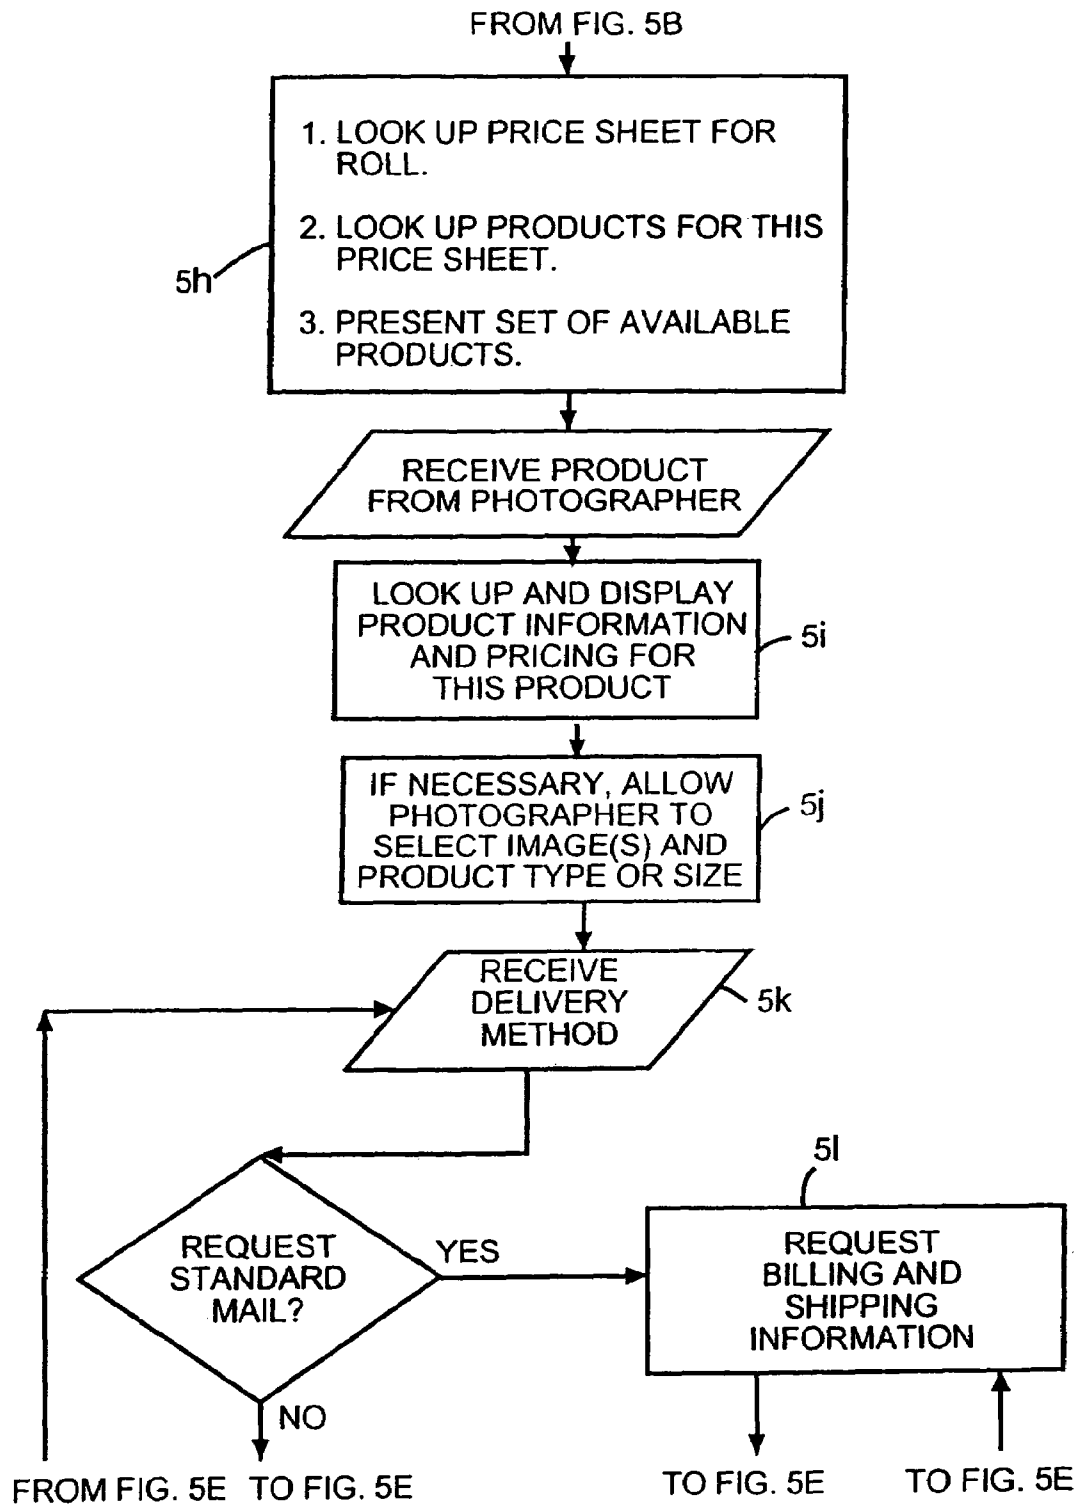 FROM FIG. 5B
1. LOOK UP PRICE SHEET FOR
ROLL.
2. LOOK UP PRODUCTS FOR THIS
PRICE SHEET.
3. PRESENT SET OF AVAILABLE
PRODUCTS.
5h
RECEIVE PRODUCT
FROM PHOTOGRAPHER
LOOK UP AND DISPLAY
PRODUCT INFORMATION
AND PRICING FOR
THIS PRODUCT
5i
IF NECESSARY, ALLOW
PHOTOGRAPHER TO
SELECT IMAGE(S) AND
PRODUCT TYPE OR SIZE
5j
RECEIVE
DELIVERY
METHOD
5k
REQUEST
STANDARD
MAIL?
YES
NO
5l
REQUEST
BILLING AND
SHIPPING
INFORMATION
FROM FIG. 5E
TO FIG. 5E
TO FIG. 5E
TO FIG. 5E